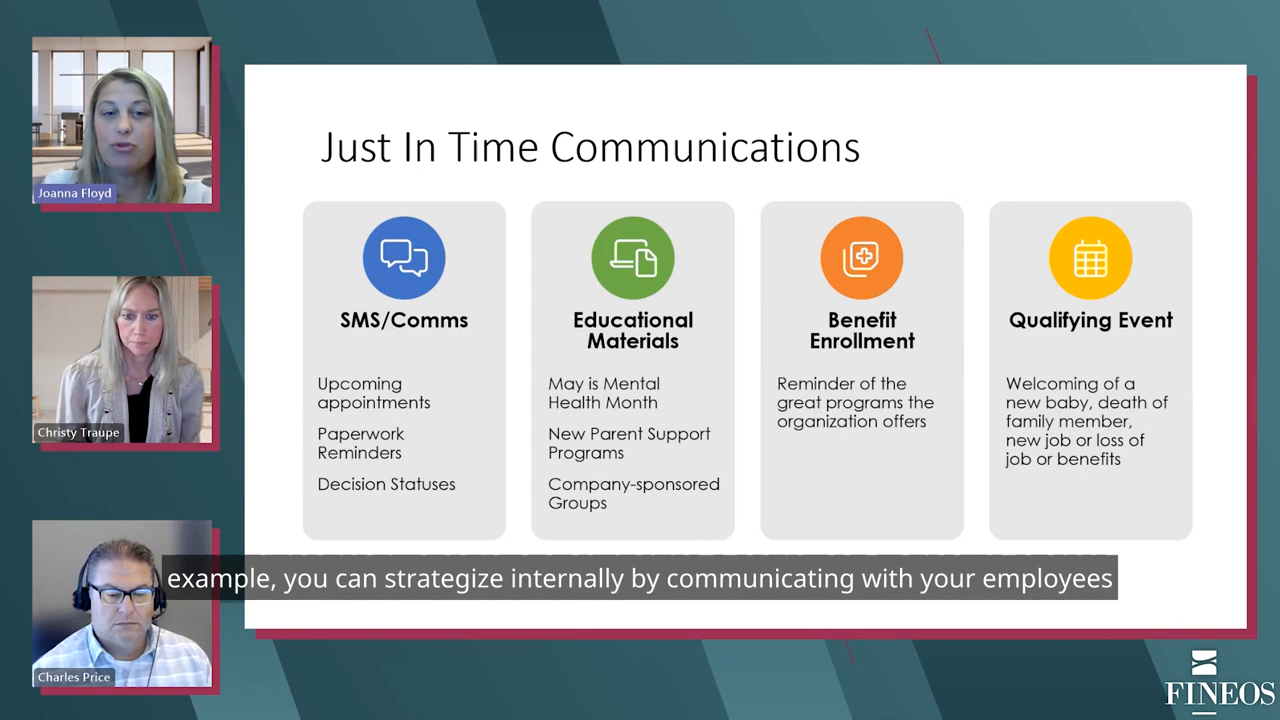 Joanna Floyd
Christy Traupe
Charles Price
Just In Time Communications
SMS/Comms
Upcoming
appointments
Paperwork
Reminders
Decision Statuses
Educational
Materials
May is Mental
Health Month
New Parent Support
Programs
Company-sponsored
Groups
Benefit
Enrollment
Reminder of the
great programs the
organization offers
Qualifying Event
Welcoming of a
new baby, death of
family member,
new job or loss of
job or benefits
example, you can strategize internally by communicating with your employees
FINEOS